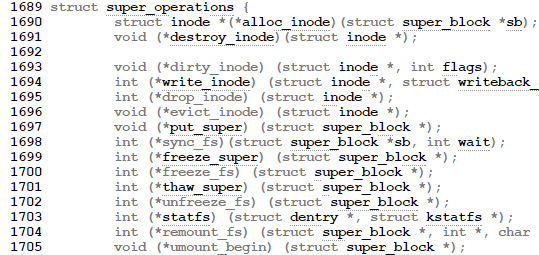 1689 struct super_operations {
1690 struct inode *(*alloc_inode)(struct super_block *sb);
1691 void (*destroy_inode)(struct inode *);
1692
1693 void (*dirty_inode) (struct inode *, int flags);
1694 int (*write_inode) (struct inode *, struct writeback_
1695 int (*drop_inode) (struct inode *);
1696 void (*evict_inode) (struct inode *);
1697 void (*put_super) (struct super_block *);
1698 int (*sync_fs)(struct super_block *sb, int wait);
1699 int (*freeze_super) (struct super_block *);
1700 int (*freeze_fs) (struct super_block *);
1701 int (*thaw_super) (struct super_block *);
1702 int (*unfreeze_fs) (struct super_block *);
1703 int (*statfs) (struct dentry *, struct kstatfs *);
1704 int (*remount_fs) (struct super_block *, int *, char
1705 void (*umount_begin) (struct super_block *);